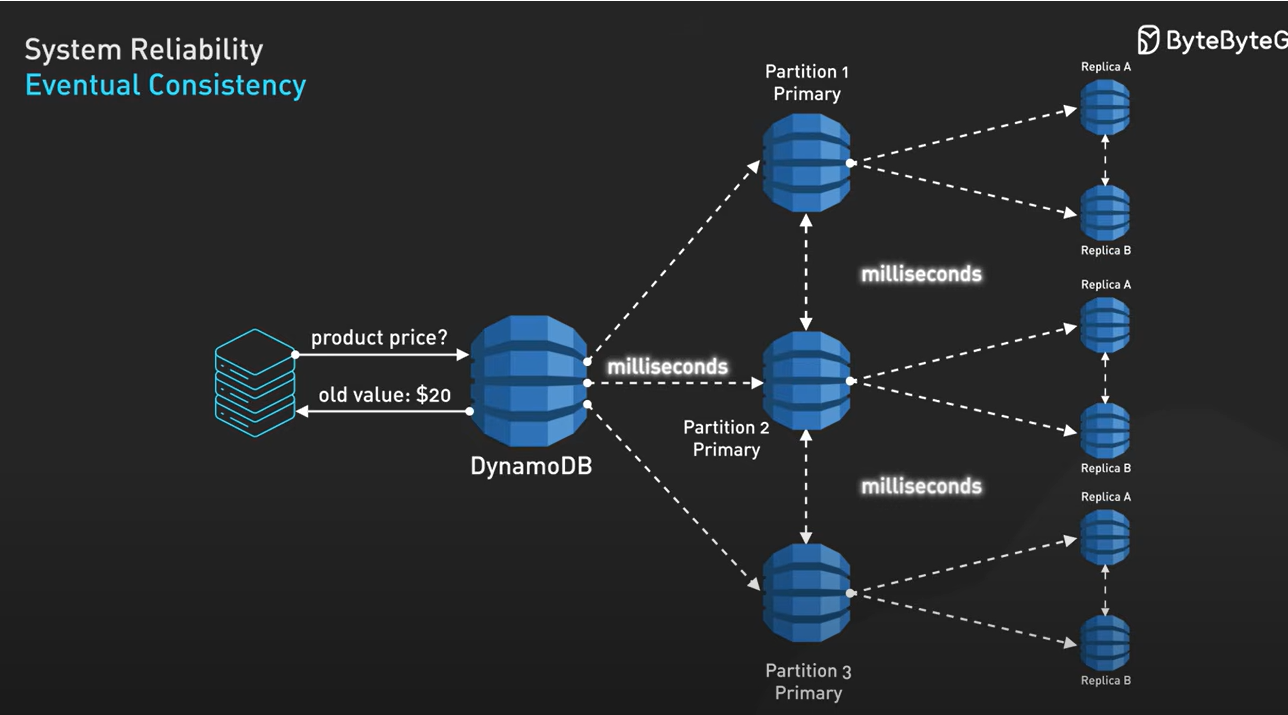 System Reliability
Eventual Consistency
ByteByteG
Partition 1
Primary
Replica A
Replica B
milliseconds
product price?
old value: $20
DynamoDB
milliseconds
Partition 2
Primary
Replica A
Replica B
milliseconds
Partition 3
Primary
Replica A
Replica B